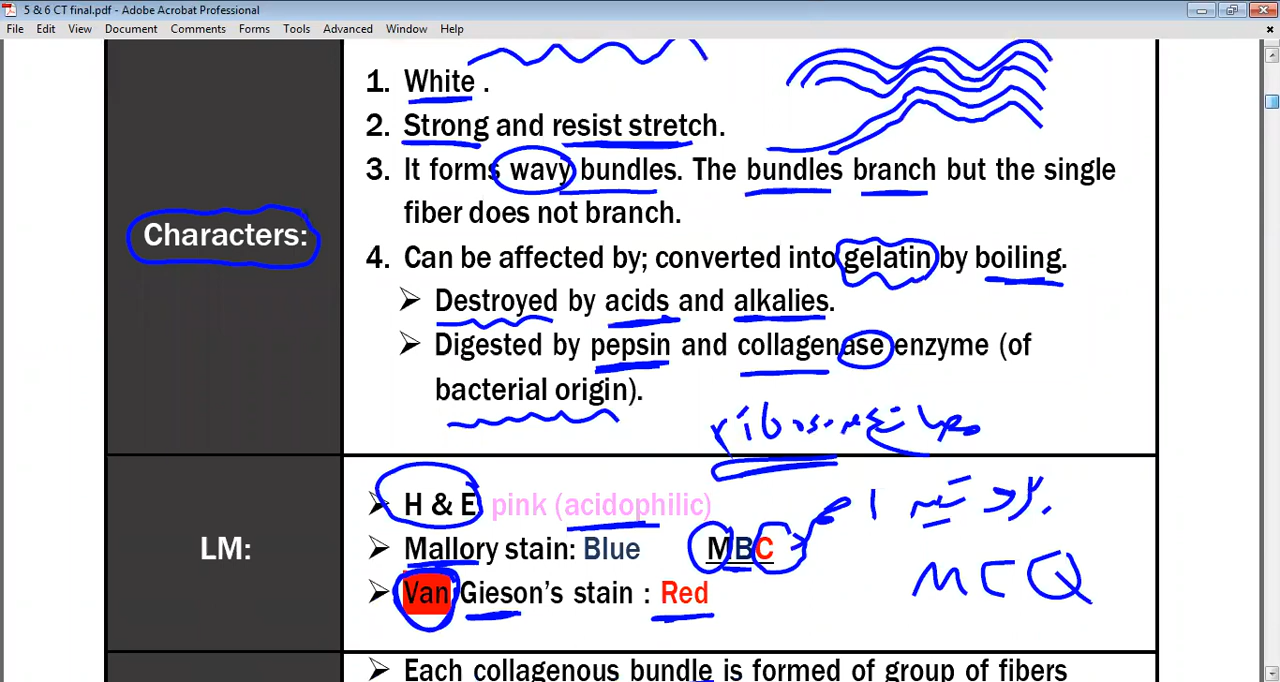 5 & 6 CT final.pdf - Adobe Acrobat Professional
File Edit View Document Comments Forms Tools Advanced Window Help
1. White .
2. Strong and resist stretch.
3. It forms wavy bundles. The bundles branch but the single
fiber does not branch.
Characters:
4. Can be affected by; converted into gelatin by boiling.
➢ Destroyed by acids and alkalies.
➢ Digested by pepsin and collagenase enzyme (of
bacterial origin).
LM:
➢ H & E pink (acidophilic)
➢ Mallory stain: Blue MBC
➢ Van Gieson's stain : Red
MCQ
➢ Each collagenous bundle is formed of group of fibers